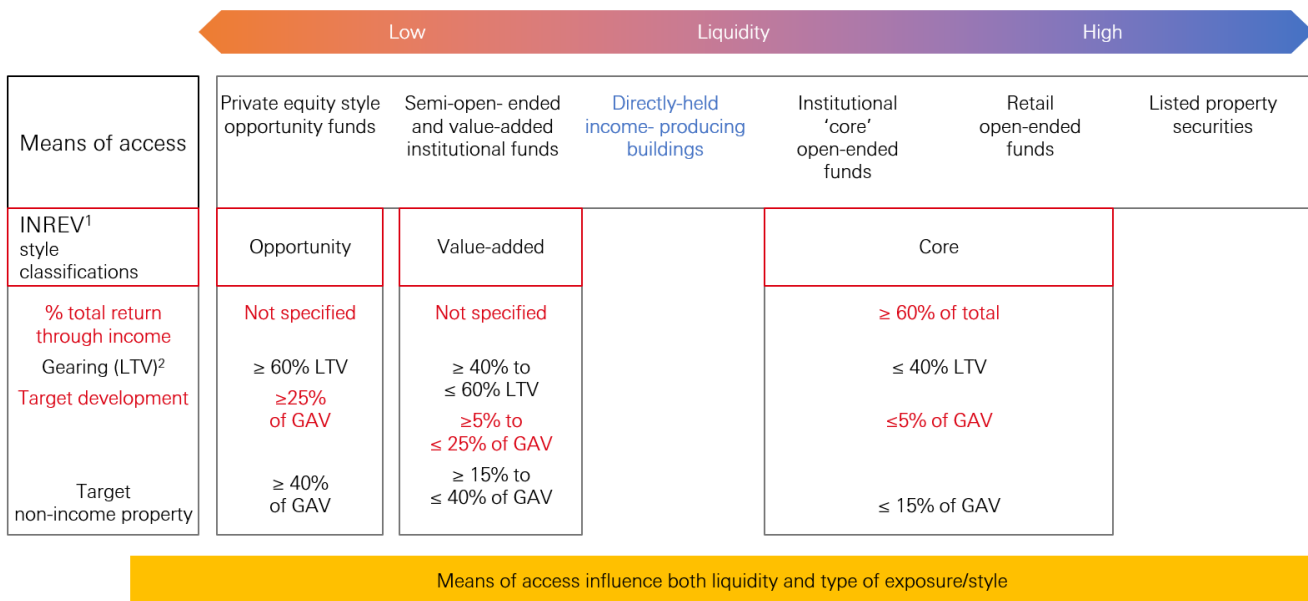 Low Liquidity High
Means of access
Private equity style
opportunity funds
Semi-open- ended
and value-added
institutional funds
Directly-held
income- producing
buildings
Institutional
‘core’
open-ended
funds
Retail
open-ended
funds
Listed property
securities
INREV¹
style
classifications
Opportunity
Value-added
Core
% total return
through income
Not specified
Not specified
≥ 60% of total
Gearing (LTV)²
≥ 60% LTV
≥ 40% to
≤ 60% LTV
≤ 40% LTV
Target development
≥25%
of GAV
≥5% to
≤ 25% of GAV
≤5% of GAV
Target
non-income property
≥ 40%
of GAV
≥ 15% to
≤ 40% of GAV
≤ 15% of GAV
Means of access influence both liquidity and type of exposure/style